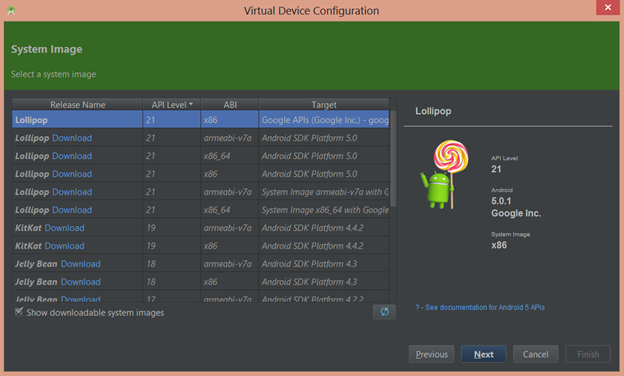 Virtual Device Configuration
System Image
Select a system image
Release Name API Level ABI Target
Lollipop 21 x86 Google APIs (Google Inc.) - goog
Lollipop Download 21 armeabi-v7a Android SDK Platform 5.0
Lollipop Download 21 x86_64 Android SDK Platform 5.0
Lollipop Download 21 x86 Android SDK Platform 5.0
Lollipop Download 21 armeabi-v7a System Image armeabi-v7a with G
Lollipop Download 21 x86_64 System Image x86_64 with Google
KitKat Download 19 armeabi-v7a Android SDK Platform 4.4.2
KitKat Download 19 x86 Android SDK Platform 4.4.2
Jelly Bean Download 18 armeabi-v7a Android SDK Platform 4.3
Jelly Bean Download 18 x86 Android SDK Platform 4.3
Jelly Bean Download 17 armeabi-v7a Android SDK Platform 4.2.2
Show downloadable system images
Lollipop
API Level
21
Android
5.0.1
Google Inc.
System Image
x86
? - See documentation for Android 5 APIs
Previous Next Cancel Finish